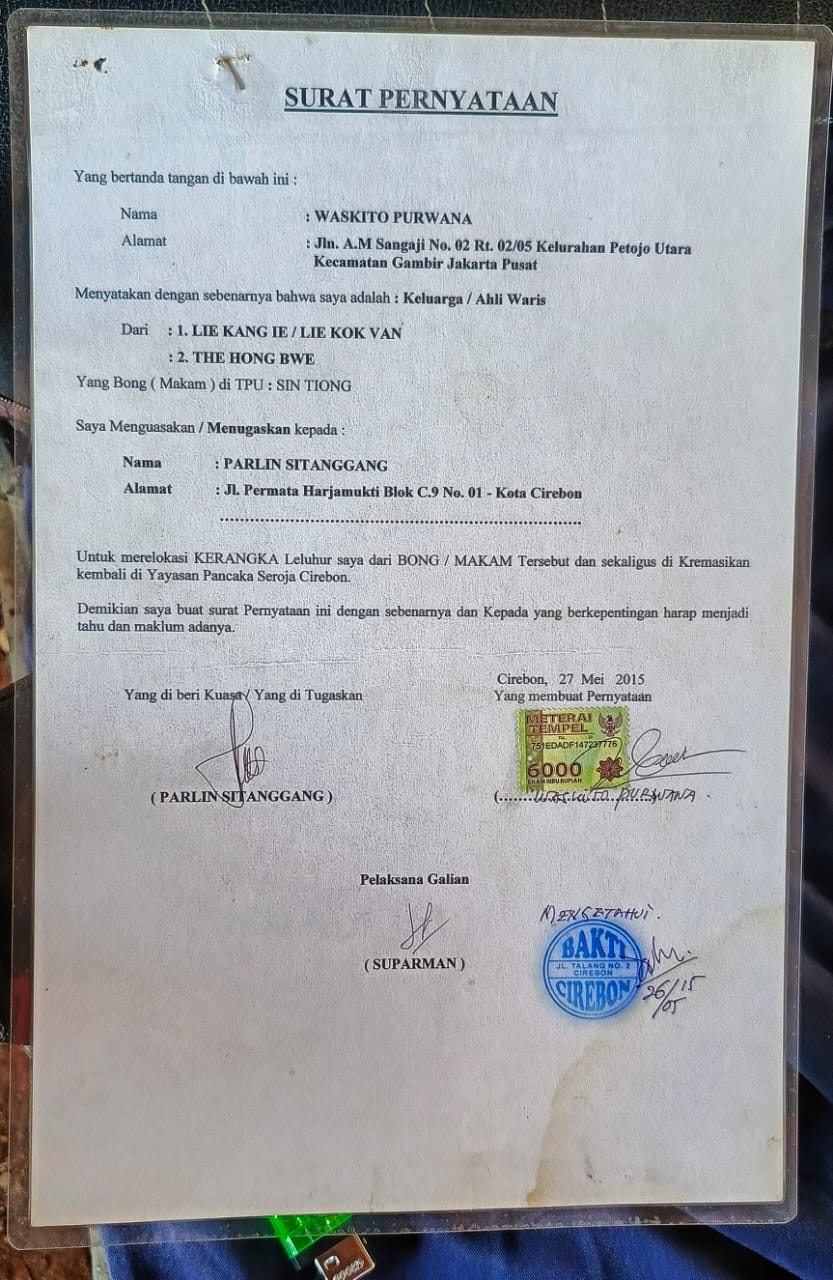 SURAT PERNYATAAN
Yang bertanda tangan di bawah ini :
Nama : WASKITO PURWANA
Alamat : Jln. A.M Sangaji No. 02 Rt. 02/05 Kelurahan Petojo Utara
Kecamatan Gambir Jakarta Pusat
Menyatakan dengan sebenarnya bahwa saya adalah : Keluarga / Ahli Waris
Dari : 1. LIE KANG IE / LIE KOK VAN
: 2. THE HONG BWE
Yang Bong ( Makam ) di TPU : SIN TIONG
Saya Menguasakan / Menugaskan kepada :
Nama : PARLIN SITANGGANG
Alamat : Jl. Permata Harjamukti Blok C.9 No. 01 - Kota Cirebon
Untuk merelokasi KERANGKA Leluhur saya dari BONG / MAKAM Tersebut dan sekaligus di Kremasikan
kembali di Yayasan Pancaka Seroja Cirebon.
Demikian saya buat surat Pernyataan ini dengan sebenarnya dan Kepada yang berkepentingan harap menjadi
tahu dan maklum adanya.
Cirebon, 27 Mei 2015
Yang di beri Kuasa / Yang di Tugaskan
Yang membuat Pernyataan
METERAI
TEMPEL
751EDADF147237776
6000
ENAM RIBU RUPIAH
( PARLIN SITANGGANG )
(WASKITO PURWANA.
Pelaksana Galian
( SUPARMAN )
MENGETAHUI.
BAKTI
JL. TALANG NO. 2
CIREBON
CIREBON
26/15
/05